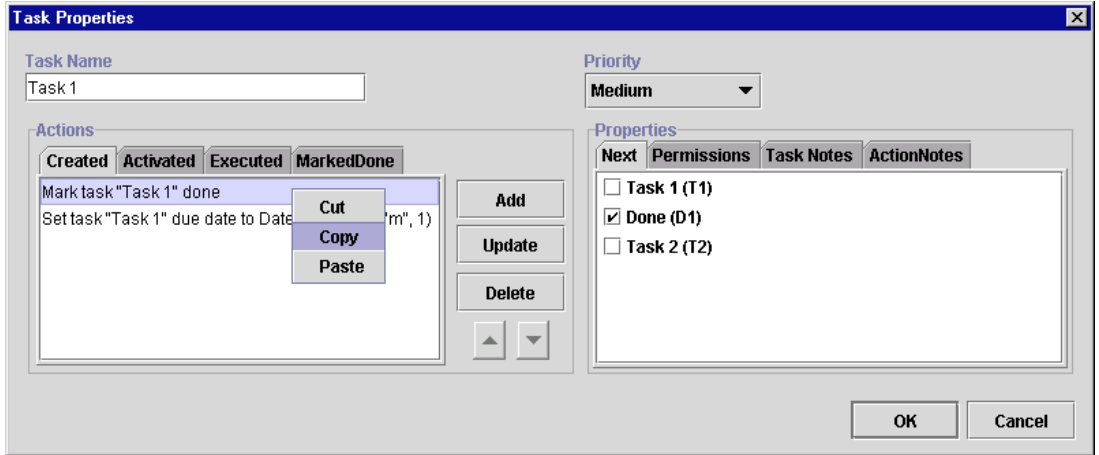 Task Properties
Task Name
Priority
Task 1
Medium
Actions
Created Activated Executed MarkedDone
Mark task "Task 1" done
Set task "Task 1" due date to Date "m", 1)
Cut
Copy
Paste
Add
Update
Delete
Properties
Next Permissions Task Notes ActionNotes
Task 1 (T1)
Done (D1)
Task 2 (T2)
OK Cancel